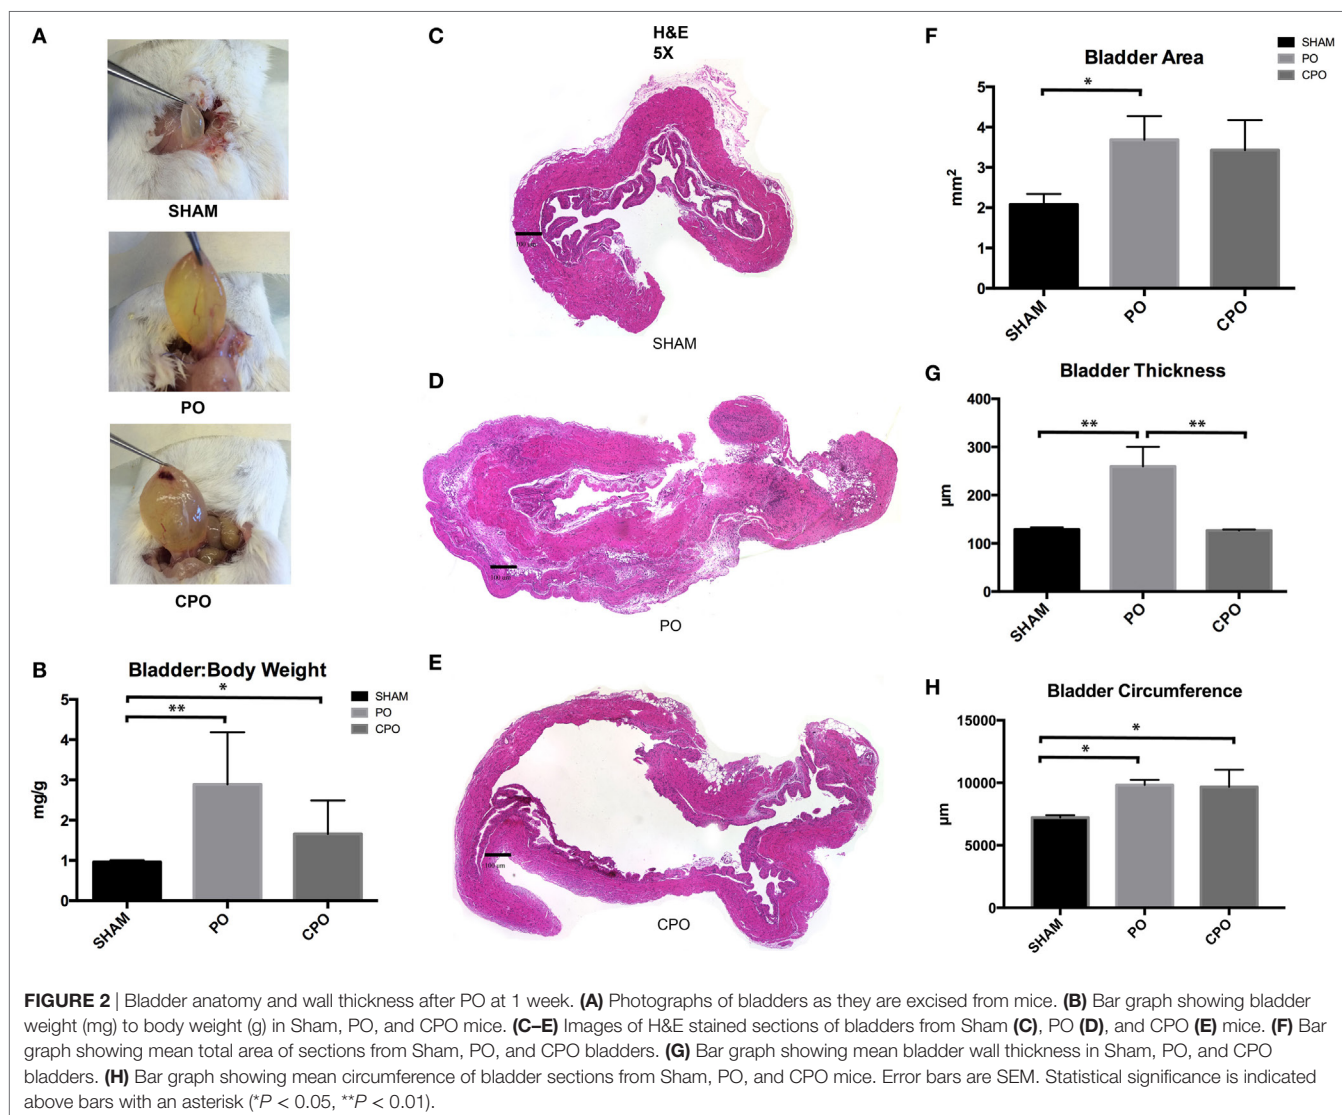 A
SHAM
PO
CPO
B
Bladder:Body Weight
SHAM
PO
CPO
mg/g
5
4
3
2
1
0
*
**
SHAM
PO
CPO
C
H&E
5X
100 µm
SHAM
D
100 µm
PO
E
100 µm
CPO
F
SHAM
PO
CPO
Bladder Area
mm²
5
4
3
2
1
0
*
SHAM
PO
CPO
G
Bladder Thickness
µm
400
300
200
100
0
**
**
SHAM
PO
CPO
H
Bladder Circumference
µm
15000
10000
5000
0
*
*
SHAM
PO
CPO
FIGURE 2 | Bladder anatomy and wall thickness after PO at 1 week. (A) Photographs of bladders as they are excised from mice. (B) Bar graph showing bladder
weight (mg) to body weight (g) in Sham, PO, and CPO mice. (C–E) Images of H&E stained sections of bladders from Sham (C), PO (D), and CPO (E) mice. (F) Bar
graph showing mean total area of sections from Sham, PO, and CPO bladders. (G) Bar graph showing mean bladder wall thickness in Sham, PO, and CPO
bladders. (H) Bar graph showing mean circumference of bladder sections from Sham, PO, and CPO mice. Error bars are SEM. Statistical significance is indicated
above bars with an asterisk (*P < 0.05, **P < 0.01).